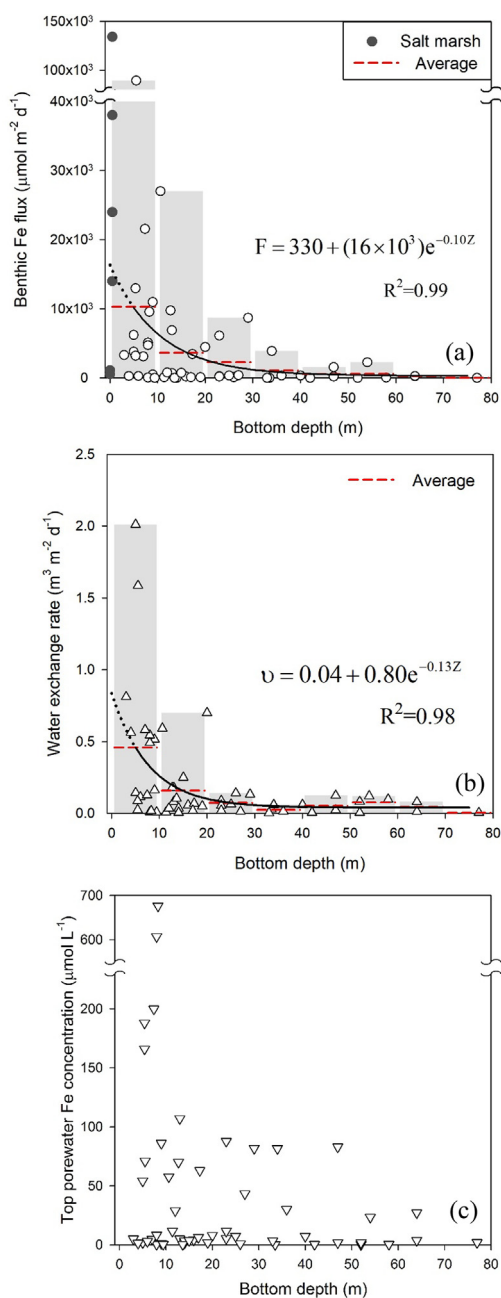 150x10³
100x10³
40x10³
30x10³
20x10³
10x10³
0
Benthic Fe flux (μmol m⁻² d⁻¹)
Salt marsh
Average
F = 330 + (16×10³)e^−0.10Z
R²=0.99
(a)
0 10 20 30 40 50 60 70 80
Bottom depth (m)
2.5
2.0
1.5
1.0
0.5
0.0
Water exchange rate (m³ m⁻² d⁻¹)
Average
υ = 0.04 + 0.80e^−0.13Z
R²=0.98
(b)
0 10 20 30 40 50 60 70 80
Bottom depth (m)
700
600
200
150
100
50
0
Top porewater Fe concentration (μmol L⁻¹)
(c)
0 10 20 30 40 50 60 70 80
Bottom depth (m)